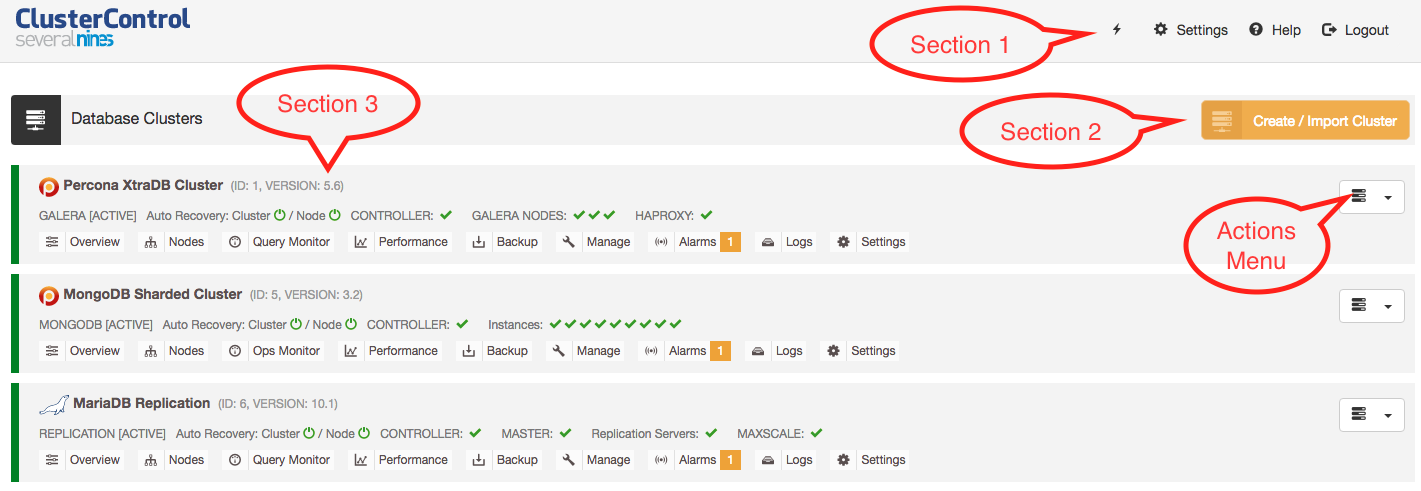 ClusterControl
severalnines
Section 1
Settings
Help
Logout
Section 3
Database Clusters
Section 2
Create / Import Cluster
Percona XtraDB Cluster (ID: 1, VERSION: 5.6)
GALERA [ACTIVE] Auto Recovery: Cluster / Node CONTROLLER: GALERA NODES: HAPROXY:
Overview Nodes Query Monitor Performance Backup Manage Alarms 1 Logs Settings
Actions
Menu
MongoDB Sharded Cluster (ID: 5, VERSION: 3.2)
MONGODB [ACTIVE] Auto Recovery: Cluster / Node CONTROLLER: Instances:
Overview Nodes Ops Monitor Performance Backup Manage Alarms 1 Logs Settings
MariaDB Replication (ID: 6, VERSION: 10.1)
REPLICATION [ACTIVE] Auto Recovery: Cluster / Node CONTROLLER: MASTER: Replication Servers: MAXSCALE:
Overview Nodes Query Monitor Performance Backup Manage Alarms 1 Logs Settings